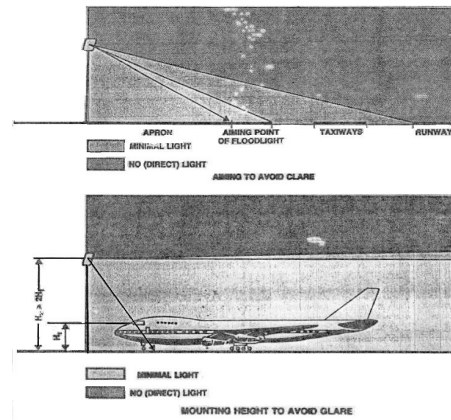 APRON
AIMING POINT
OF FLOODLIGHT
TAXIWAYS
RUNWAY
MINIMAL LIGHT
NO (DIRECT) LIGHT
AIMING TO AVOID GLARE
MINIMAL LIGHT
NO (DIRECT) LIGHT
MOUNTING HEIGHT TO AVOID GLARE